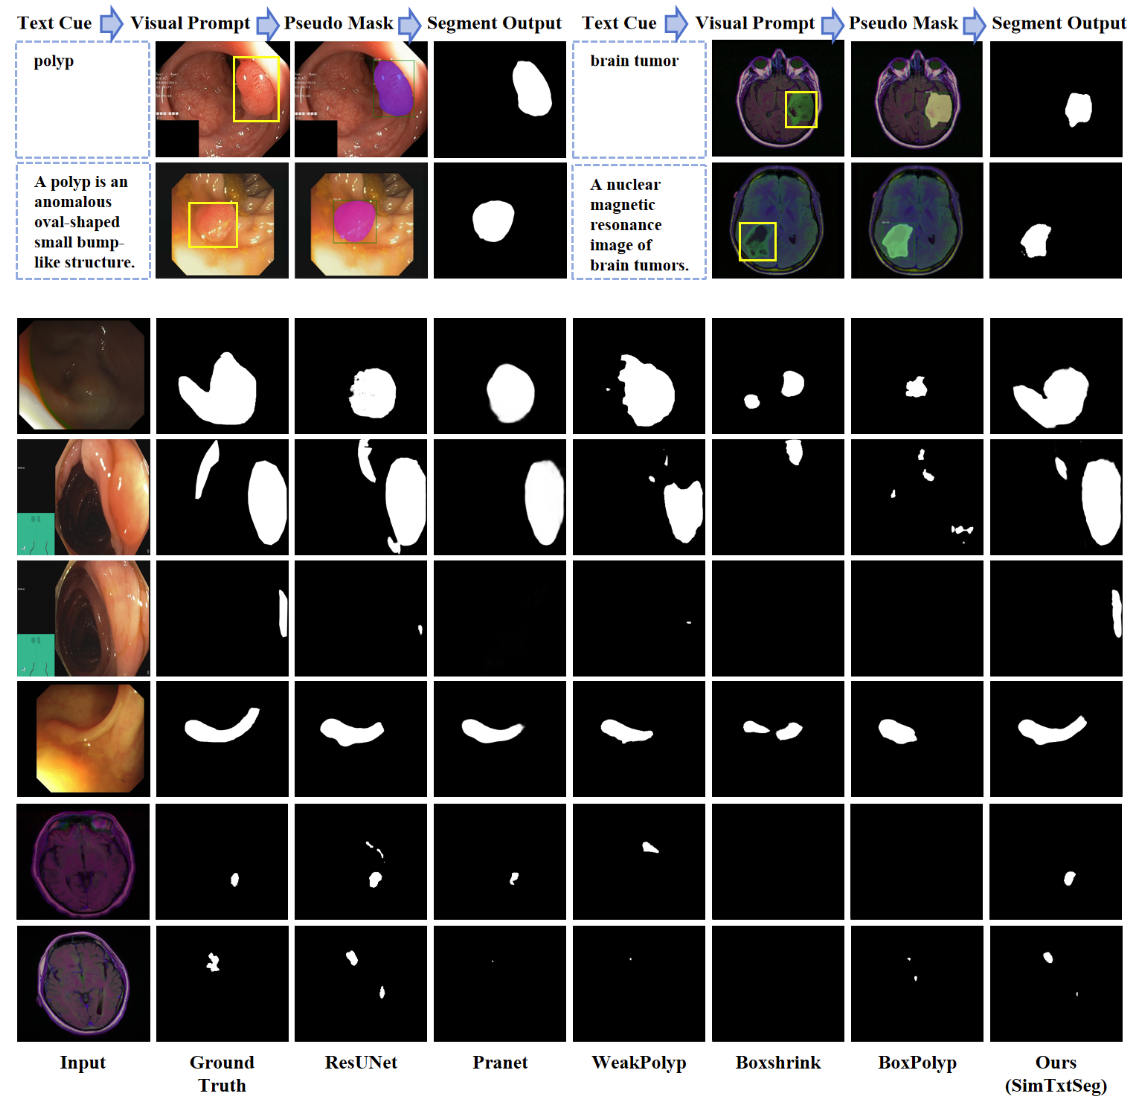 Text Cue Visual Prompt Pseudo Mask Segment Output Text Cue Visual Prompt Pseudo Mask Segment Output
polyp
brain tumor
A polyp is an
anomalous
oval-shaped
small bump-
like structure.
A nuclear
magnetic
resonance
image of
brain tumors.
Input Ground Truth ResUNet Pranet WeakPolyp Boxshrink BoxPolyp Ours
(SimTxtSeg)